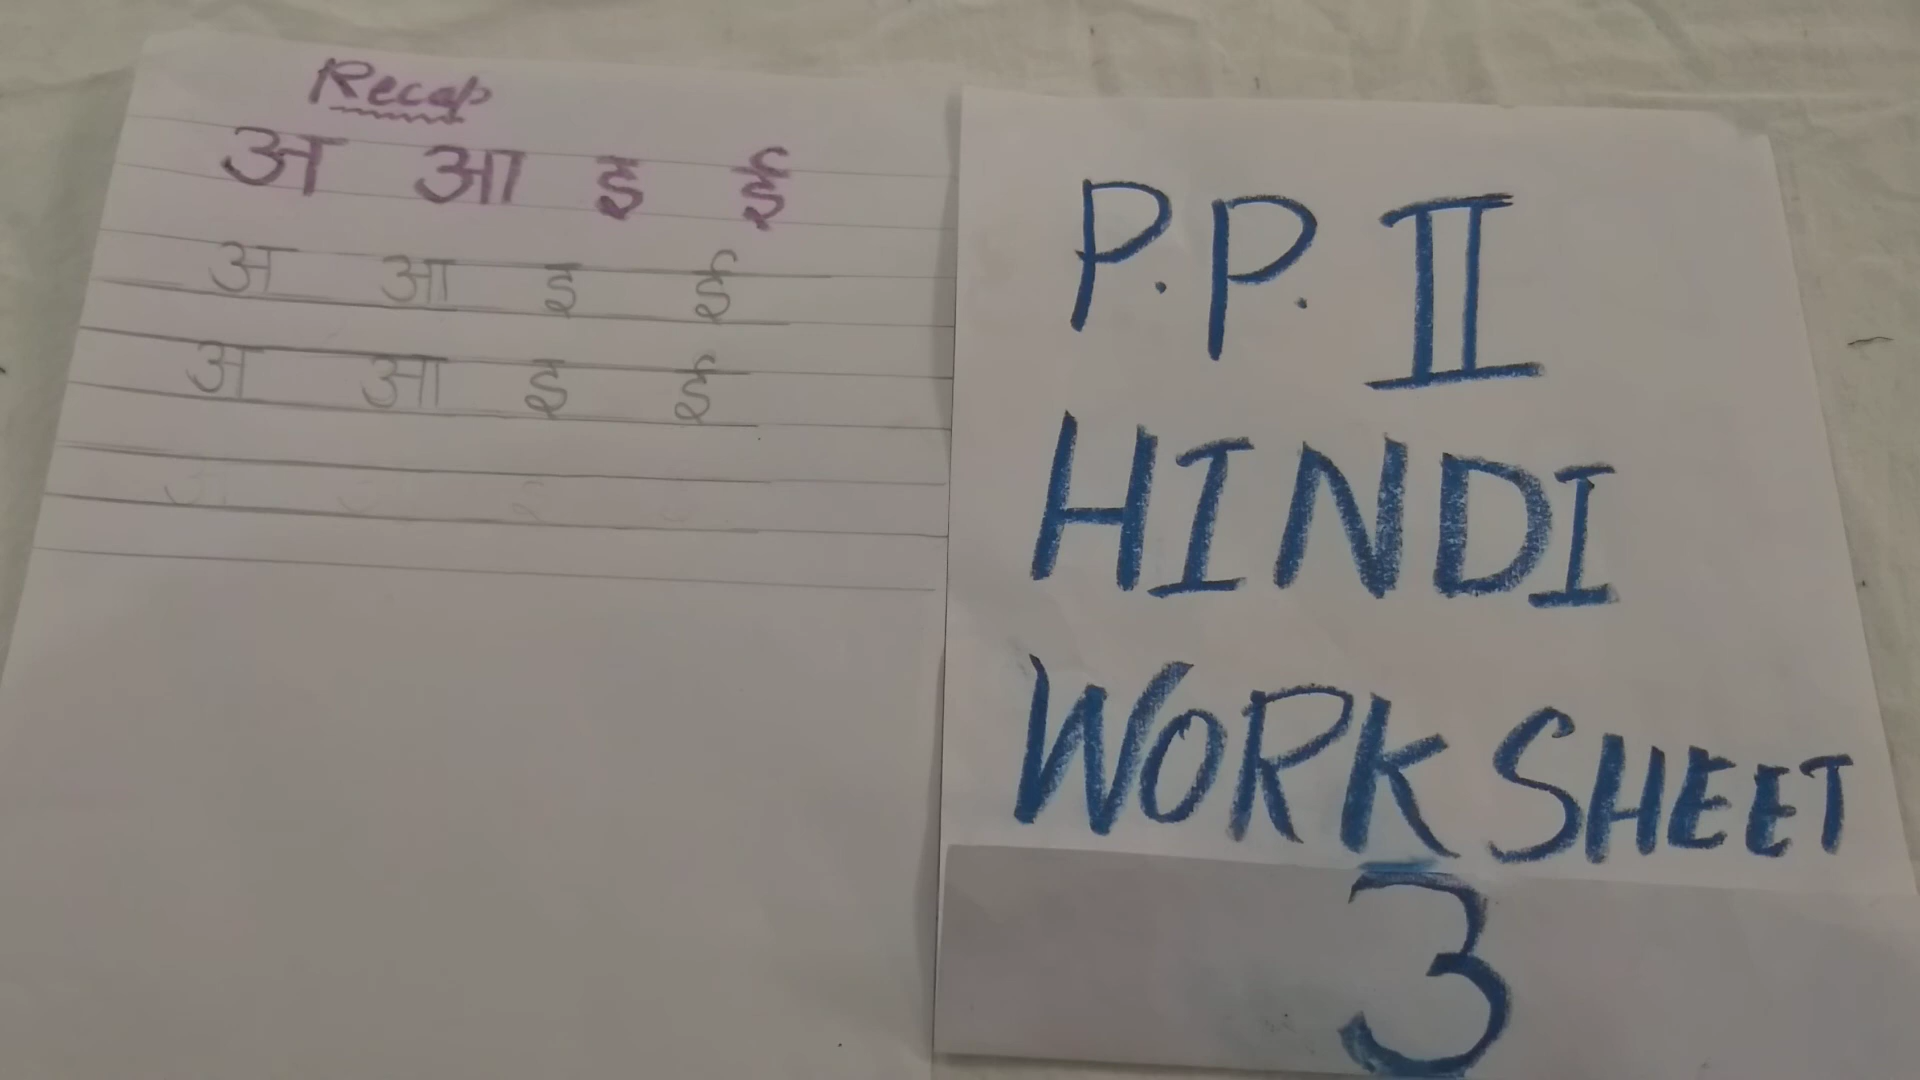 Recap
अ आ इ ई
अ आ इ ई
अ आ इ ई
P.P. II
HINDI
WORKSHEET
3